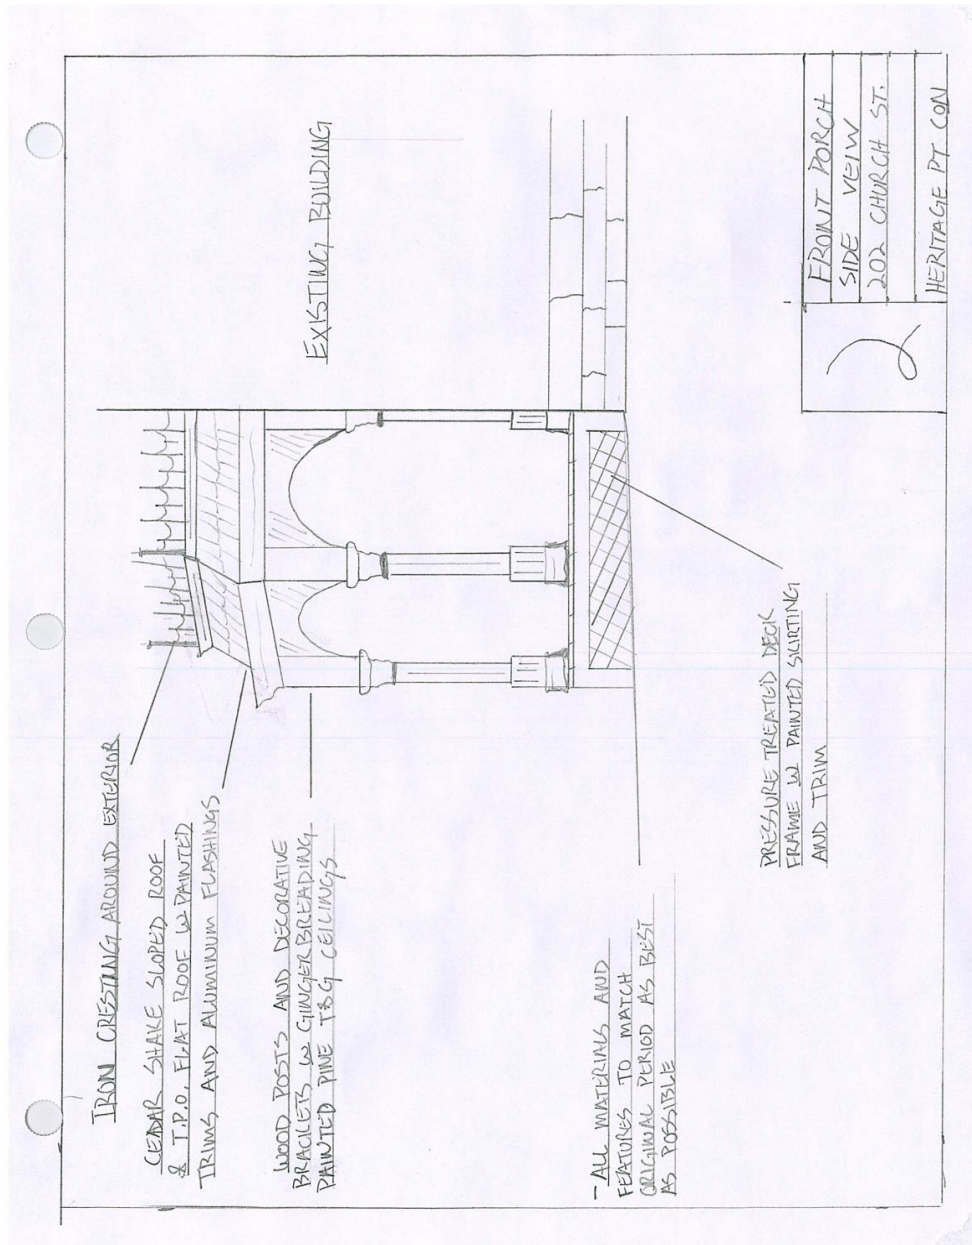 IRON CRESTING AROUND EXTERIOR
CEADAR SHAKE SLOPED ROOF
& T.P.O. FLAT ROOF W PAINTED
TRIMS AND ALUMINUM FLASHINGS
WOOD POSTS AND DECORATIVE
BRACKETS W GINGERBREADING,
PAINTED PINE T&G CEILINGS
- ALL MATERIALS AND
FEATURES TO MATCH
ORIGINAL PERIOD AS BEST
AS POSSIBLE
PRESSURE TREATED DECK
FRAME W PAINTED SKIRTING
AND TRIM
EXISTING BUILDING
2
FRONT PORCH
SIDE VEIW
202 CHURCH ST.
HERITAGE PT CON